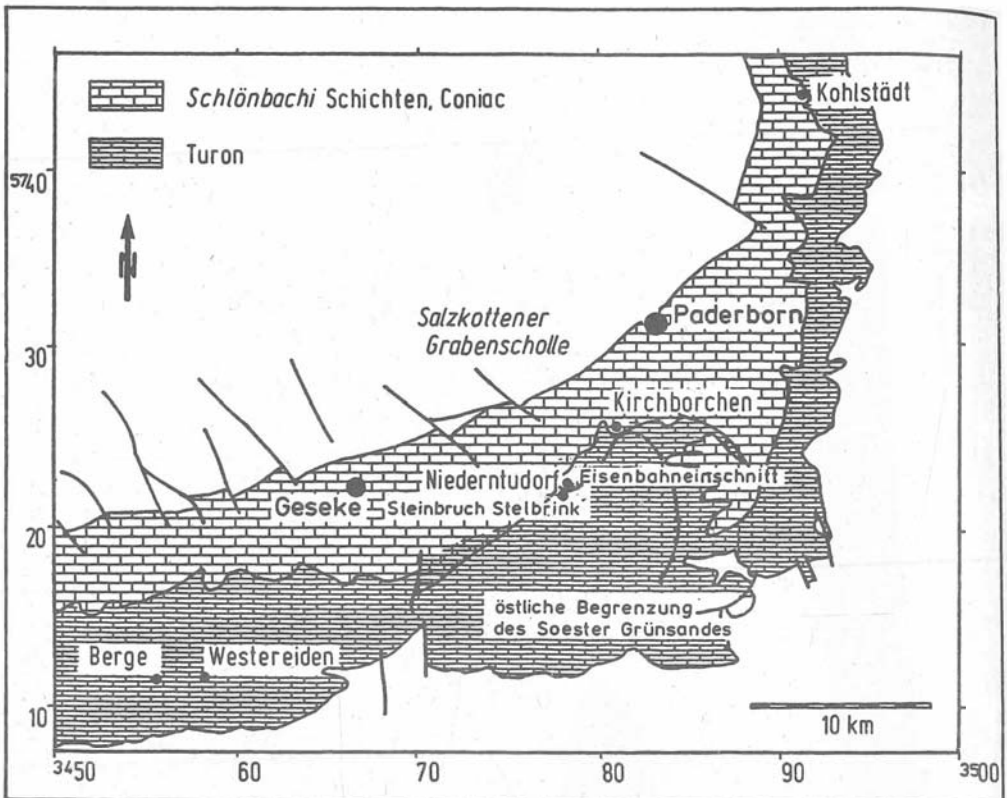 Schlönbachi Schichten, Coniac
Turon
Kohlstädt
5740
N
Salzkottener
Grabenscholle
Paderborn
30
Kirchborchen
Niederntudorf
Eisenbahneinschnitt
Geseke
Steinbruch Stelbrink
20
östliche Begrenzung
des Soester Grünsandes
Berge
Westereiden
10
10 km
3450
60
70
80
90
3500